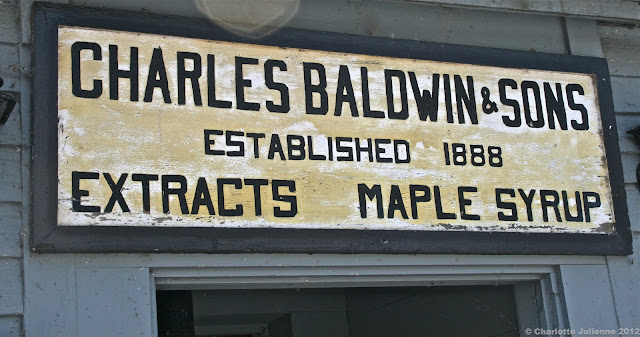 CHARLES BALDWIN & SONS
ESTABLISHED 1888
EXTRACTS MAPLE SYRUP
© Charlotte Julienne 2012